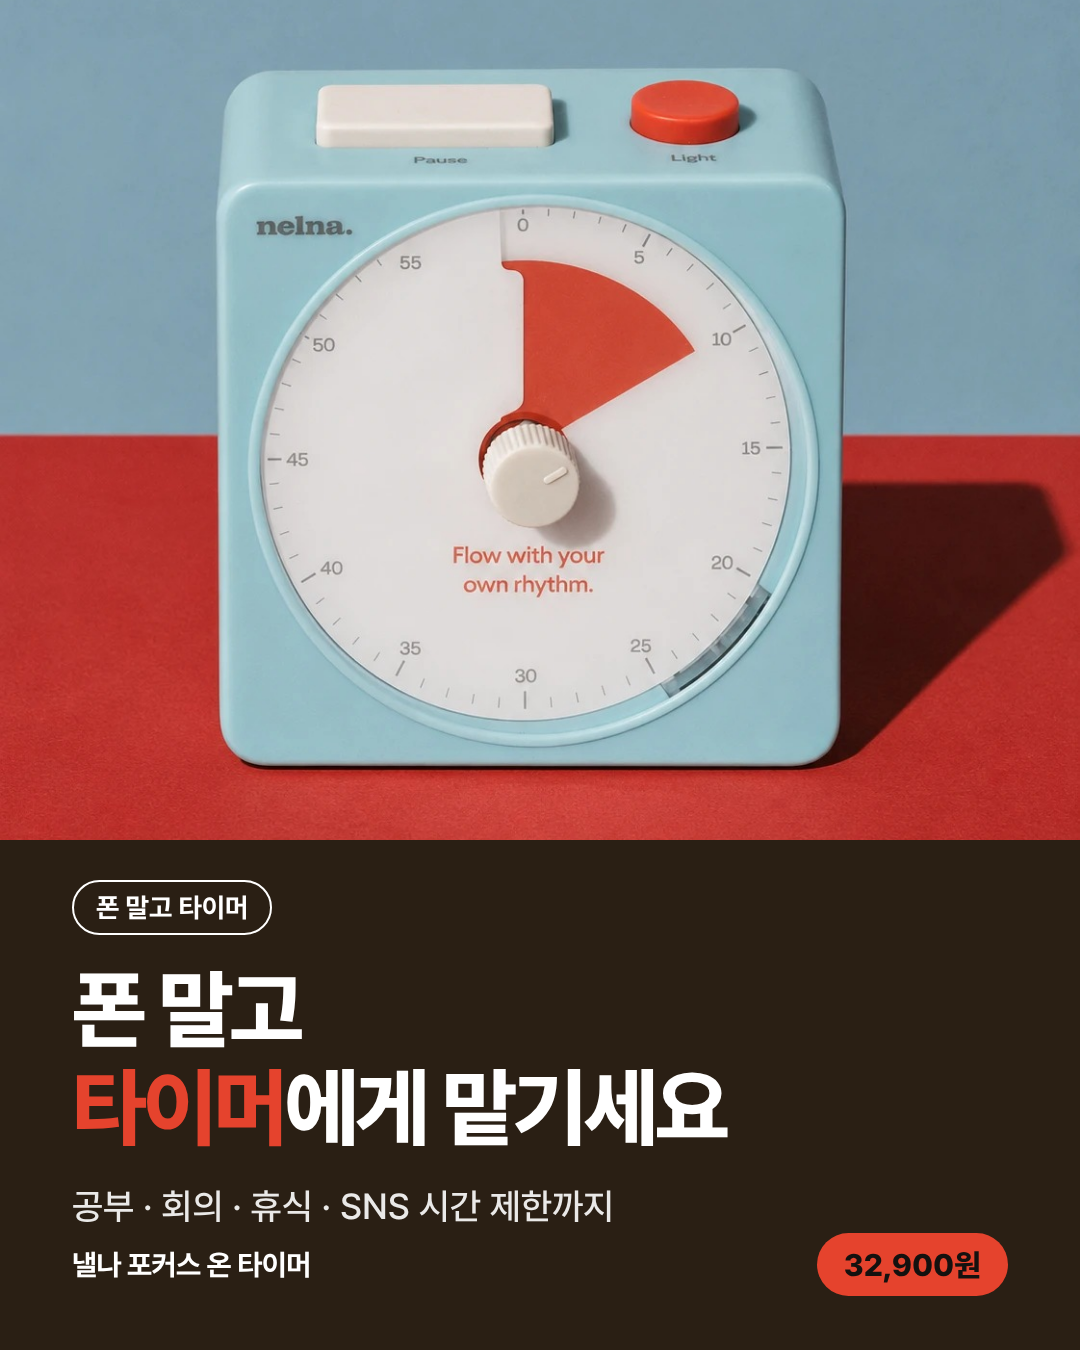 Pause
Light
nelna.
0
5
10
15
20
25
30
35
40
45
50
55
Flow with your
own rhythm.
폰 말고 타이머
폰 말고
타이머에게 맡기세요
공부 · 회의 · 휴식 · SNS 시간 제한까지
낼나 포커스 온 타이머
32,900원